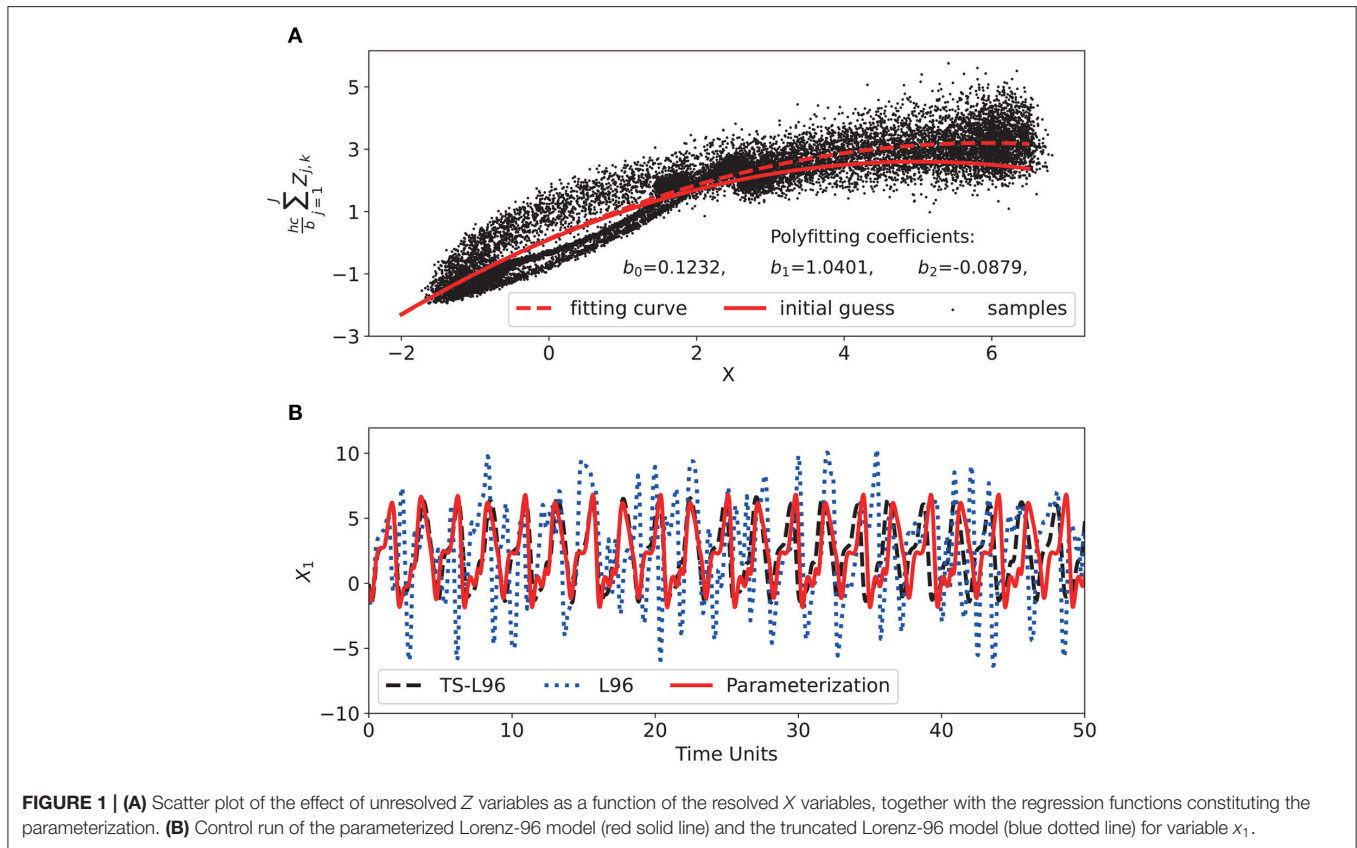 A
5
3
1
−1
−3
hc/b J∑j=1 Zj, k
Polyfitting coefficients:
b0=0.1232, b1=1.0401, b2=-0.0879,
fitting curve initial guess samples
−2 0 2 4 6
X
B
10
5
0
−5
−10
X1
TS-L96 L96 Parameterization
0 10 20 30 40 50
Time Units
FIGURE 1 | (A) Scatter plot of the effect of unresolved Z variables as a function of the resolved X variables, together with the regression functions constituting the
parameterization. (B) Control run of the parameterized Lorenz-96 model (red solid line) and the truncated Lorenz-96 model (blue dotted line) for variable x1.